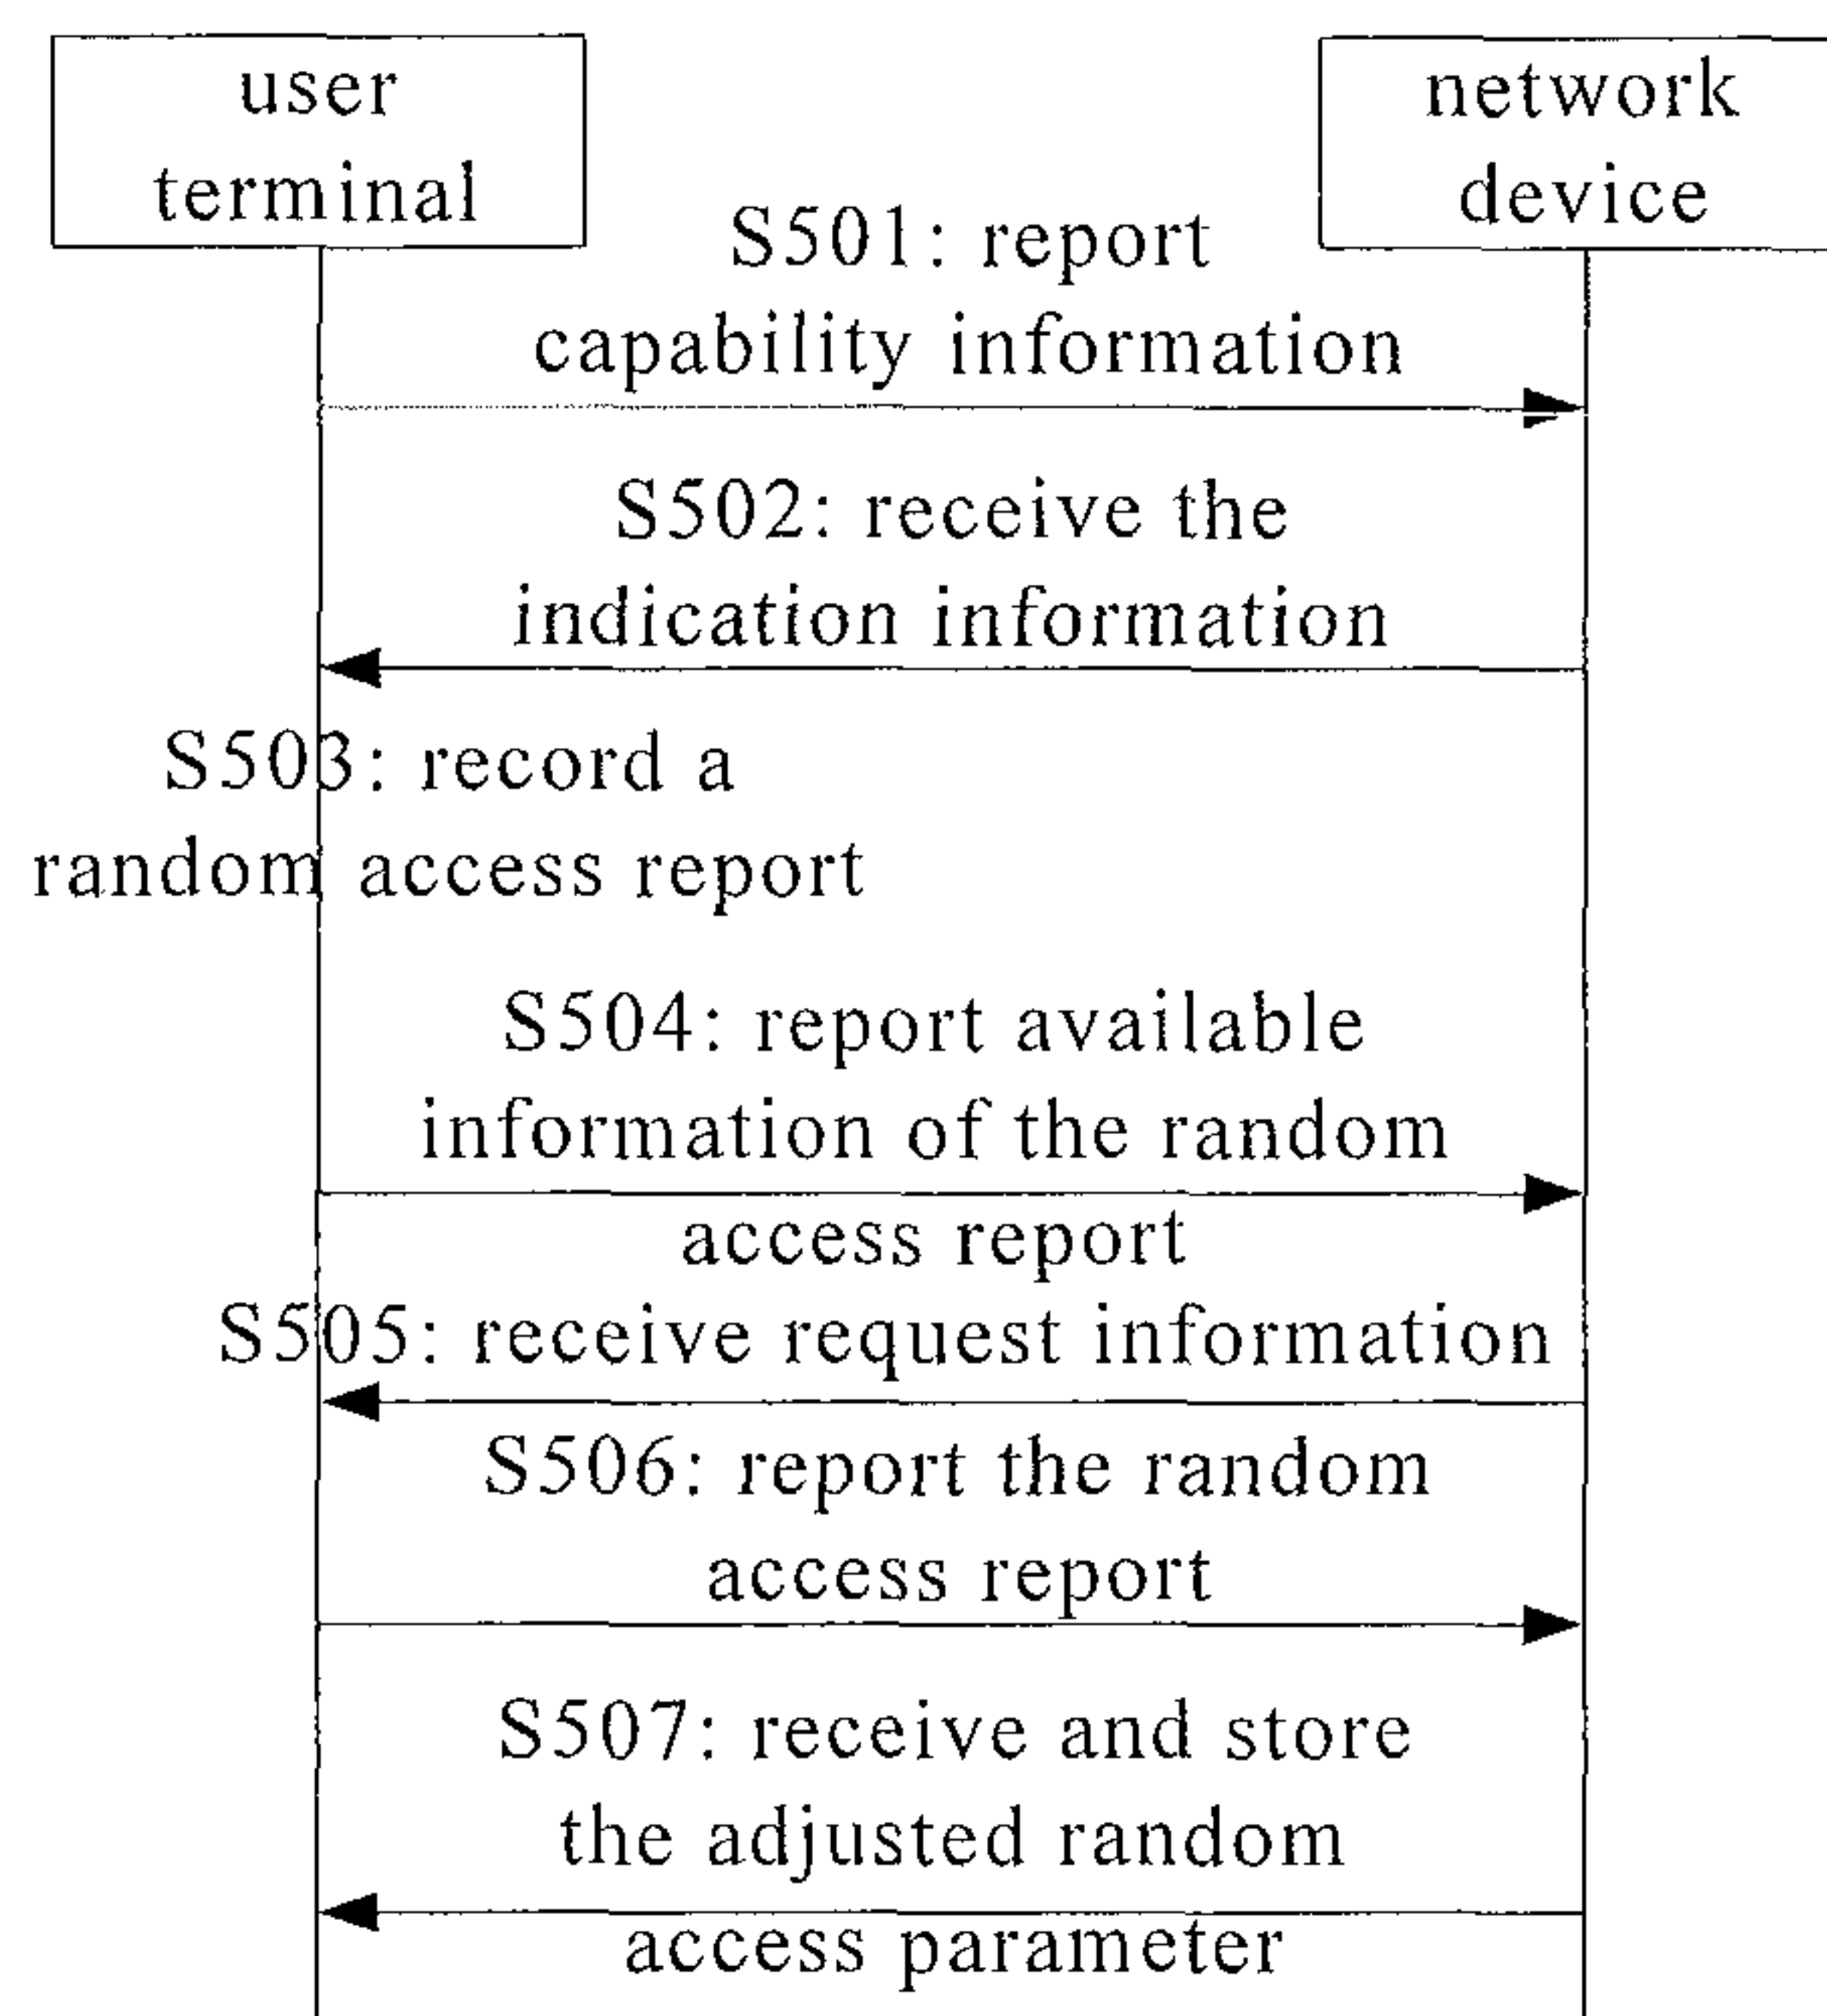 user
terminal
network
device
S501: report
capability information
S502: receive the
indication information
S503: record a
random access report
S504: report available
information of the random
access report
S505: receive request information
S506: report the random
access report
S507: receive and store
the adjusted random
access parameter